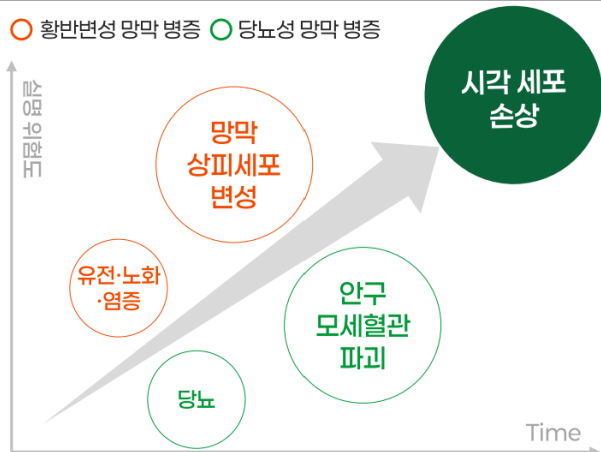 황반변성 망막 병증 당뇨성 망막 병증
실명 위험도
시각 세포
손상
망막
상피세포
변성
유전·노화
·염증
안구
모세혈관
파괴
당뇨
Time